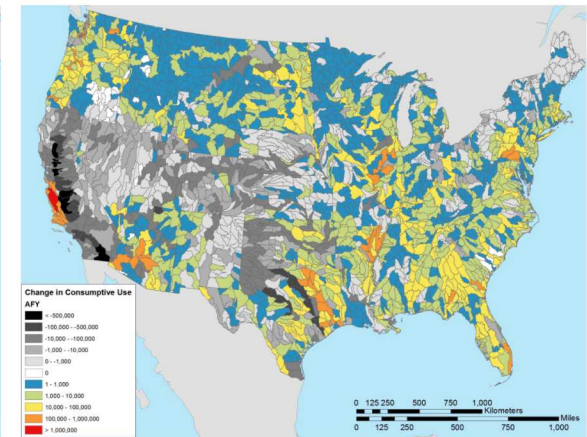 Change in Consumptive Use
AFY
< -500,000
-100,000 - -500,000
-10,000 - -100,000
-1,000 - -10,000
0 - -1,000
0
1 - 1,000
1,000 - 10,000
10,000 - 100,000
100,000 - 1,000,000
> 1,000,000
0 125 250 500 750 1,000
Kilometers
Miles
0 125 250 500 750 1,000